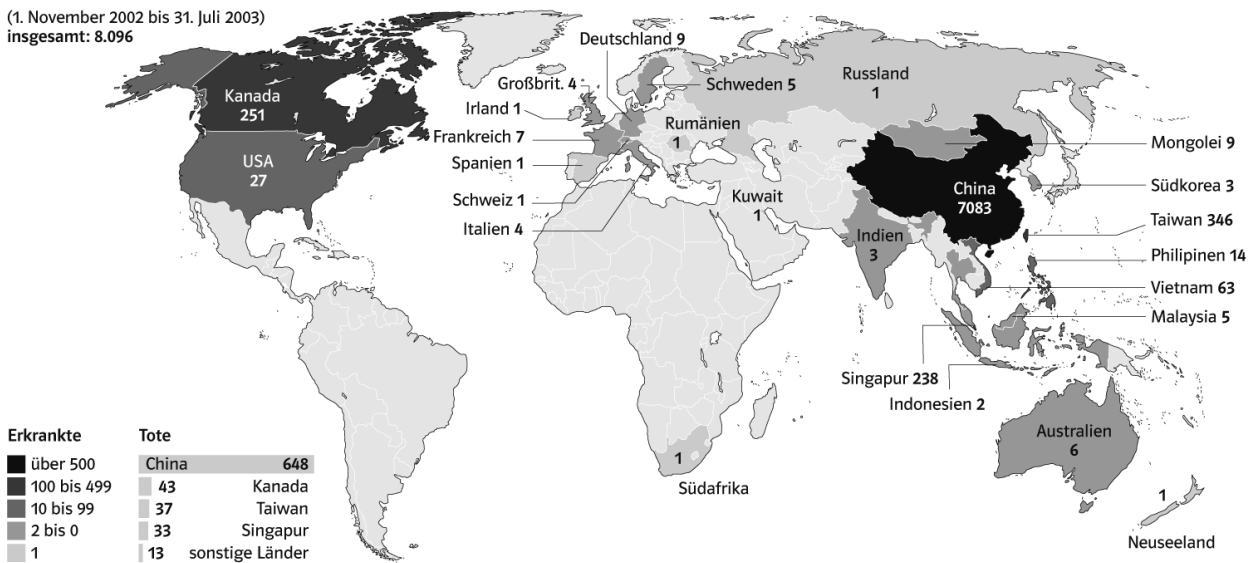 (1. November 2002 bis 31. Juli 2003)
insgesamt: 8.096
Deutschland 9
Großbrit. 4
Schweden 5
Russland
1
Kanada
251
Irland 1
Rumänien
1
Frankreich 7
Mongolei 9
USA
27
Spanien 1
Südkorea 3
China
7083
Kuwait
1
Schweiz 1
Taiwan 346
Italien 4
Indien
3
Philipinen 14
Vietnam 63
Malaysia 5
Singapur 238
Indonesien 2
Australien
6
1
Südafrika
1
Neuseeland
Erkrankte
über 500
100 bis 499
10 bis 99
2 bis 0
1
Tote
China 648
43 Kanada
37 Taiwan
33 Singapur
13 sonstige Länder